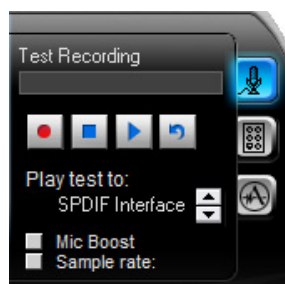 Test Recording
Play test to:
SPDIF Interface
Mic Boost
Sample rate: